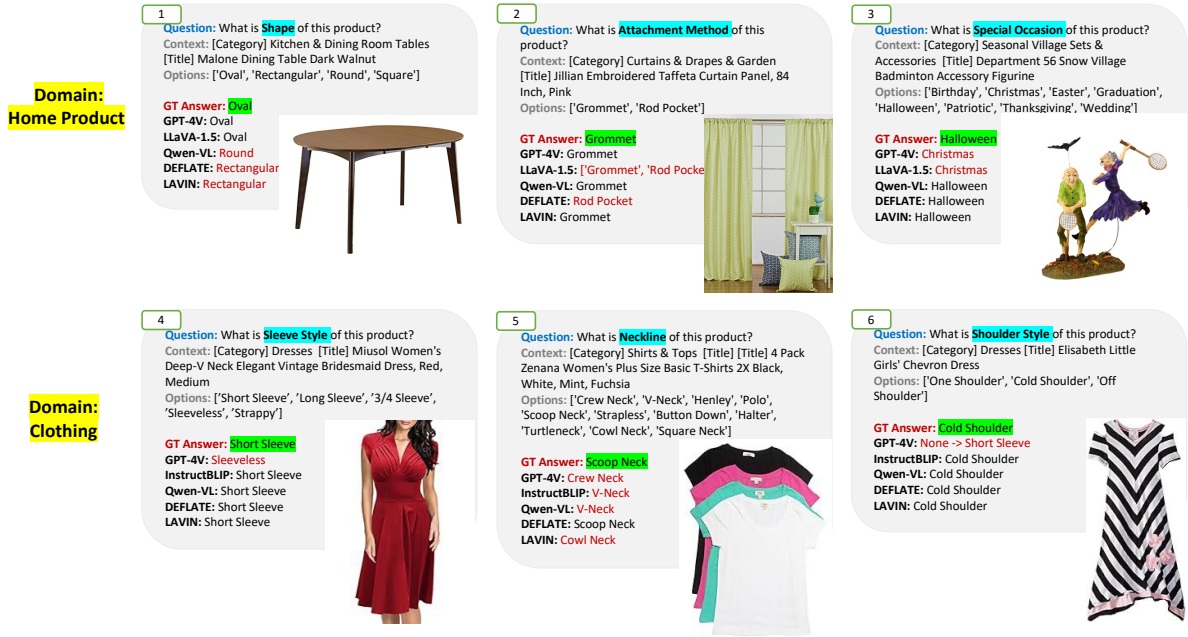 Domain:
Home Product
1
Question: What is Shape of this product?
Context: [Category] Kitchen & Dining Room Tables
[Title] Malone Dining Table Dark Walnut
Options: ['Oval', 'Rectangular', 'Round', 'Square']
GT Answer: Oval
GPT-4V: Oval
LLaVA-1.5: Oval
Qwen-VL: Round
DEFLATE: Rectangular
LAVIN: Rectangular
2
Question: What is Attachment Method of this
product?
Context: [Category] Curtains & Drapes & Garden
[Title] Jillian Embroidered Taffeta Curtain Panel, 84
Inch, Pink
Options: ['Grommet', 'Rod Pocket']
GT Answer: Grommet
GPT-4V: Grommet
LLaVA-1.5: ['Grommet', 'Rod Pocke
Qwen-VL: Grommet
DEFLATE: Rod Pocket
LAVIN: Grommet
3
Question: What is Special Occasion of this product?
Context: [Category] Seasonal Village Sets &
Accessories [Title] Department 56 Snow Village
Badminton Accessory Figurine
Options: ['Birthday', 'Christmas', 'Easter', 'Graduation',
'Halloween', 'Patriotic', 'Thanksgiving', 'Wedding']
GT Answer: Halloween
GPT-4V: Christmas
LLaVA-1.5: Christmas
Qwen-VL: Halloween
DEFLATE: Halloween
LAVIN: Halloween
Domain:
Clothing
4
Question: What is Sleeve Style of this product?
Context: [Category] Dresses [Title] Miusol Women's
Deep-V Neck Elegant Vintage Bridesmaid Dress, Red,
Medium
Options: ['Short Sleeve', 'Long Sleeve', '3/4 Sleeve',
'Sleeveless', 'Strappy']
GT Answer: Short Sleeve
GPT-4V: Sleeveless
InstructBLIP: Short Sleeve
Qwen-VL: Short Sleeve
DEFLATE: Short Sleeve
LAVIN: Short Sleeve
5
Question: What is Neckline of this product?
Context: [Category] Shirts & Tops [Title] [Title] 4 Pack
Zenana Women's Plus Size Basic T-Shirts 2X Black,
White, Mint, Fuchsia
Options: ['Crew Neck', 'V-Neck', 'Henley', 'Polo',
'Scoop Neck', 'Strapless', 'Button Down', 'Halter',
'Turtleneck', 'Cowl Neck', 'Square Neck']
GT Answer: Scoop Neck
GPT-4V: Crew Neck
InstructBLIP: V-Neck
Qwen-VL: V-Neck
DEFLATE: Scoop Neck
LAVIN: Cowl Neck
6
Question: What is Shoulder Style of this product?
Context: [Category] Dresses [Title] Elisabeth Little
Girls' Chevron Dress
Options: ['One Shoulder', 'Cold Shoulder', 'Off
Shoulder']
GT Answer: Cold Shoulder
GPT-4V: None -> Short Sleeve
InstructBLIP: Cold Shoulder
Qwen-VL: Cold Shoulder
DEFLATE: Cold Shoulder
LAVIN: Cold Shoulder